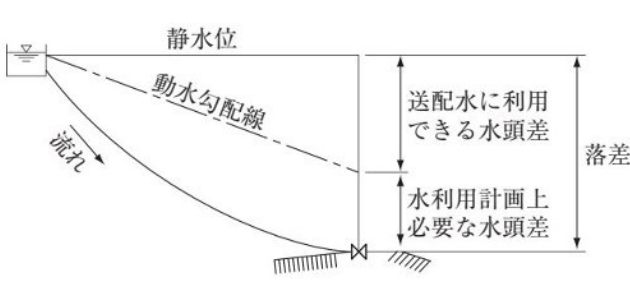 静水位
動水勾配線
流れ
送配水に利用
できる水頭差
落差
水利用計画上
必要な水頭差